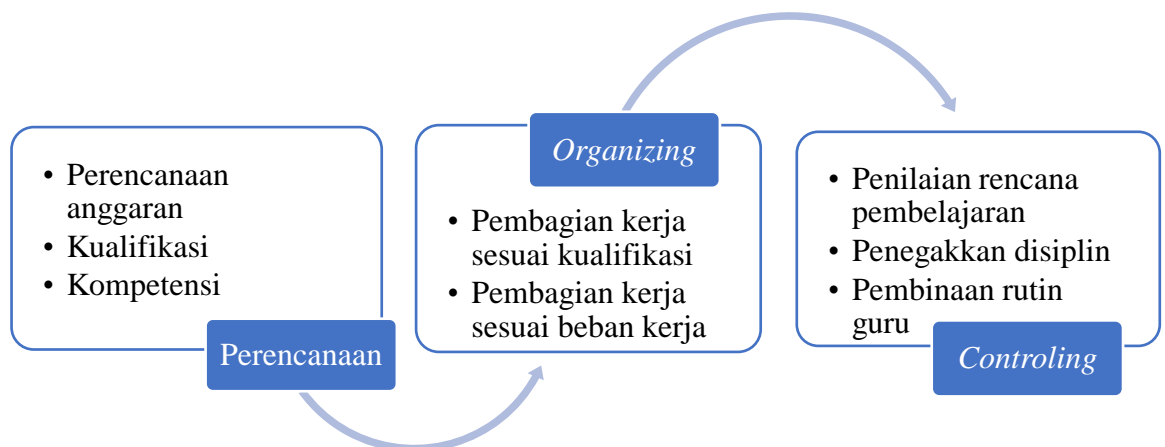 • Perencanaan
anggaran
• Kualifikasi
• Kompetensi
Perencanaan
Organizing
• Pembagian kerja
sesuai kualifikasi
• Pembagian kerja
sesuai beban kerja
• Penilaian rencana
pembelajaran
• Penegakkan disiplin
• Pembinaan rutin
guru
Controling